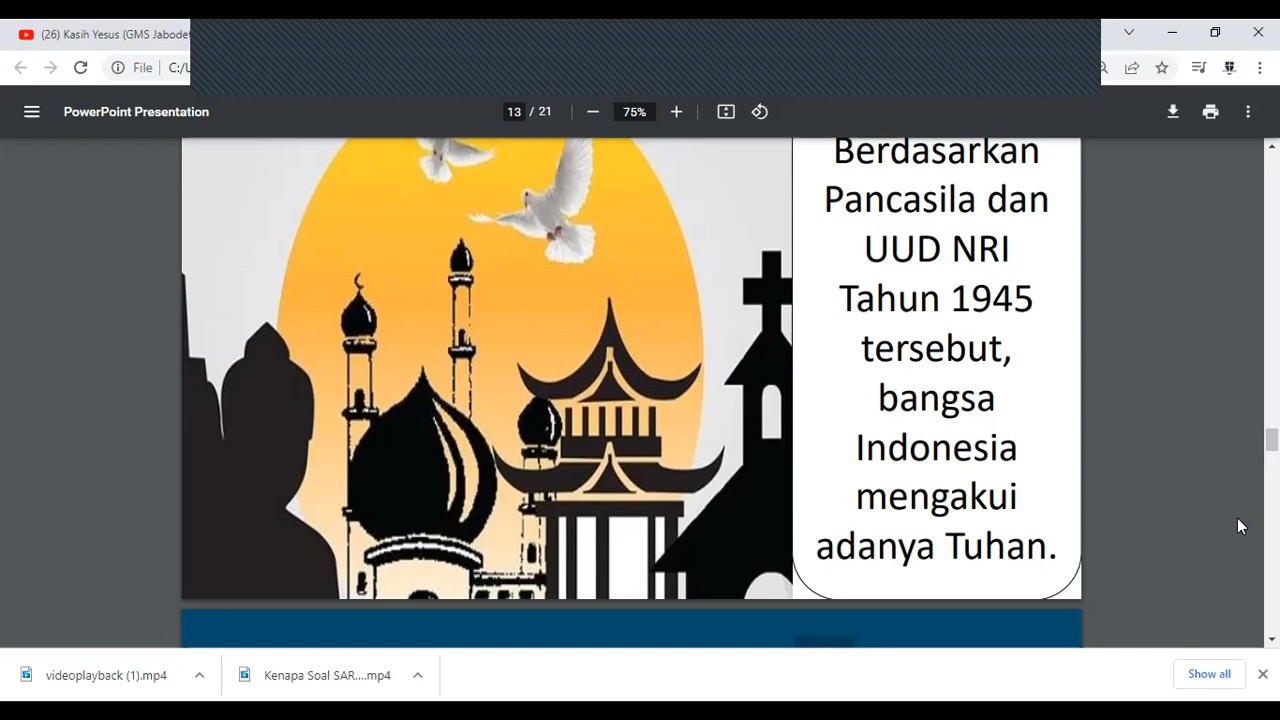 (26) Kasih Yesus (GMS Jabodet
File
C:/U
PowerPoint Presentation
13 / 21
75%
Berdasarkan
Pancasila dan
UUD NRI
Tahun 1945
tersebut,
bangsa
Indonesia
mengakui
adanya Tuhan.
videoplayback (1).mp4
Kenapa Soal SAR....mp4
Show all